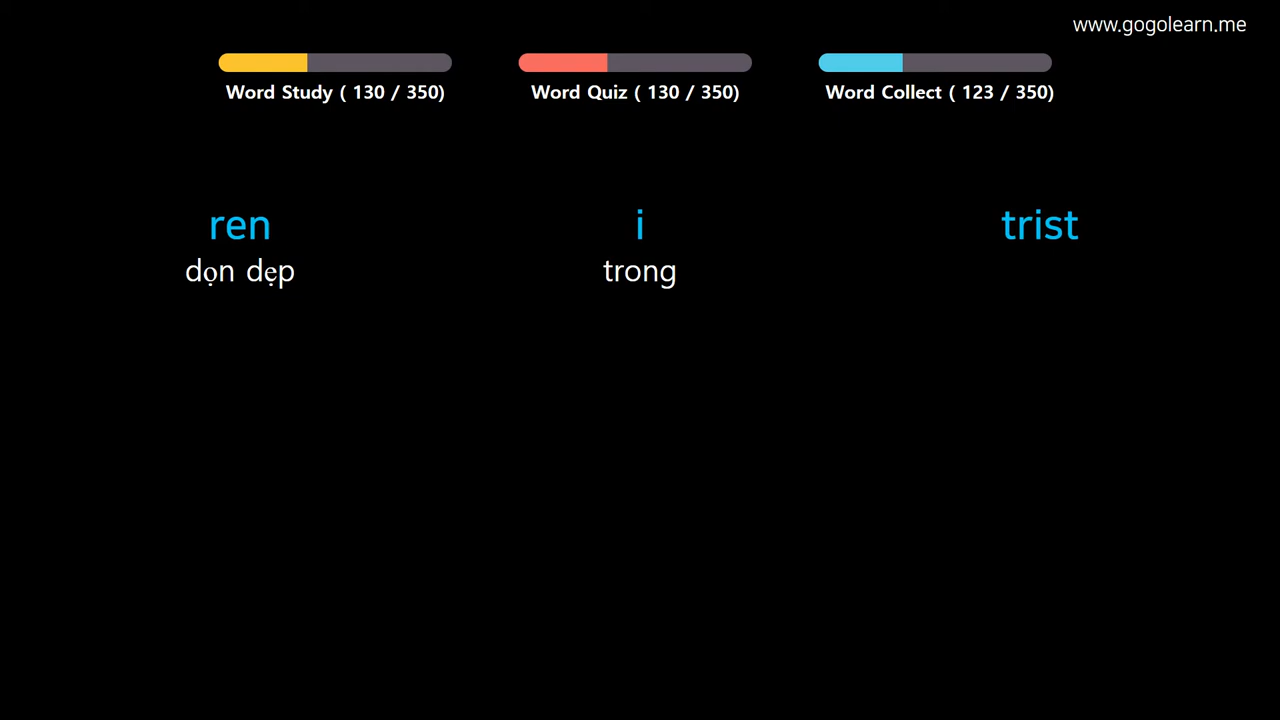 www.gogolearn.me
Word Study ( 130 / 350)
Word Quiz ( 130 / 350)
Word Collect ( 123 / 350)
ren
i
trist
dọn dẹp
trong